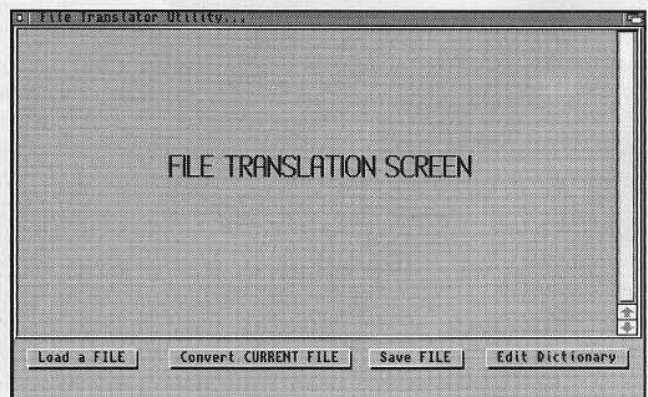 File Translator Utility...
FILE TRANSLATION SCREEN
Load a FILE
Convert CURRENT FILE
Save FILE
Edit Dictionary